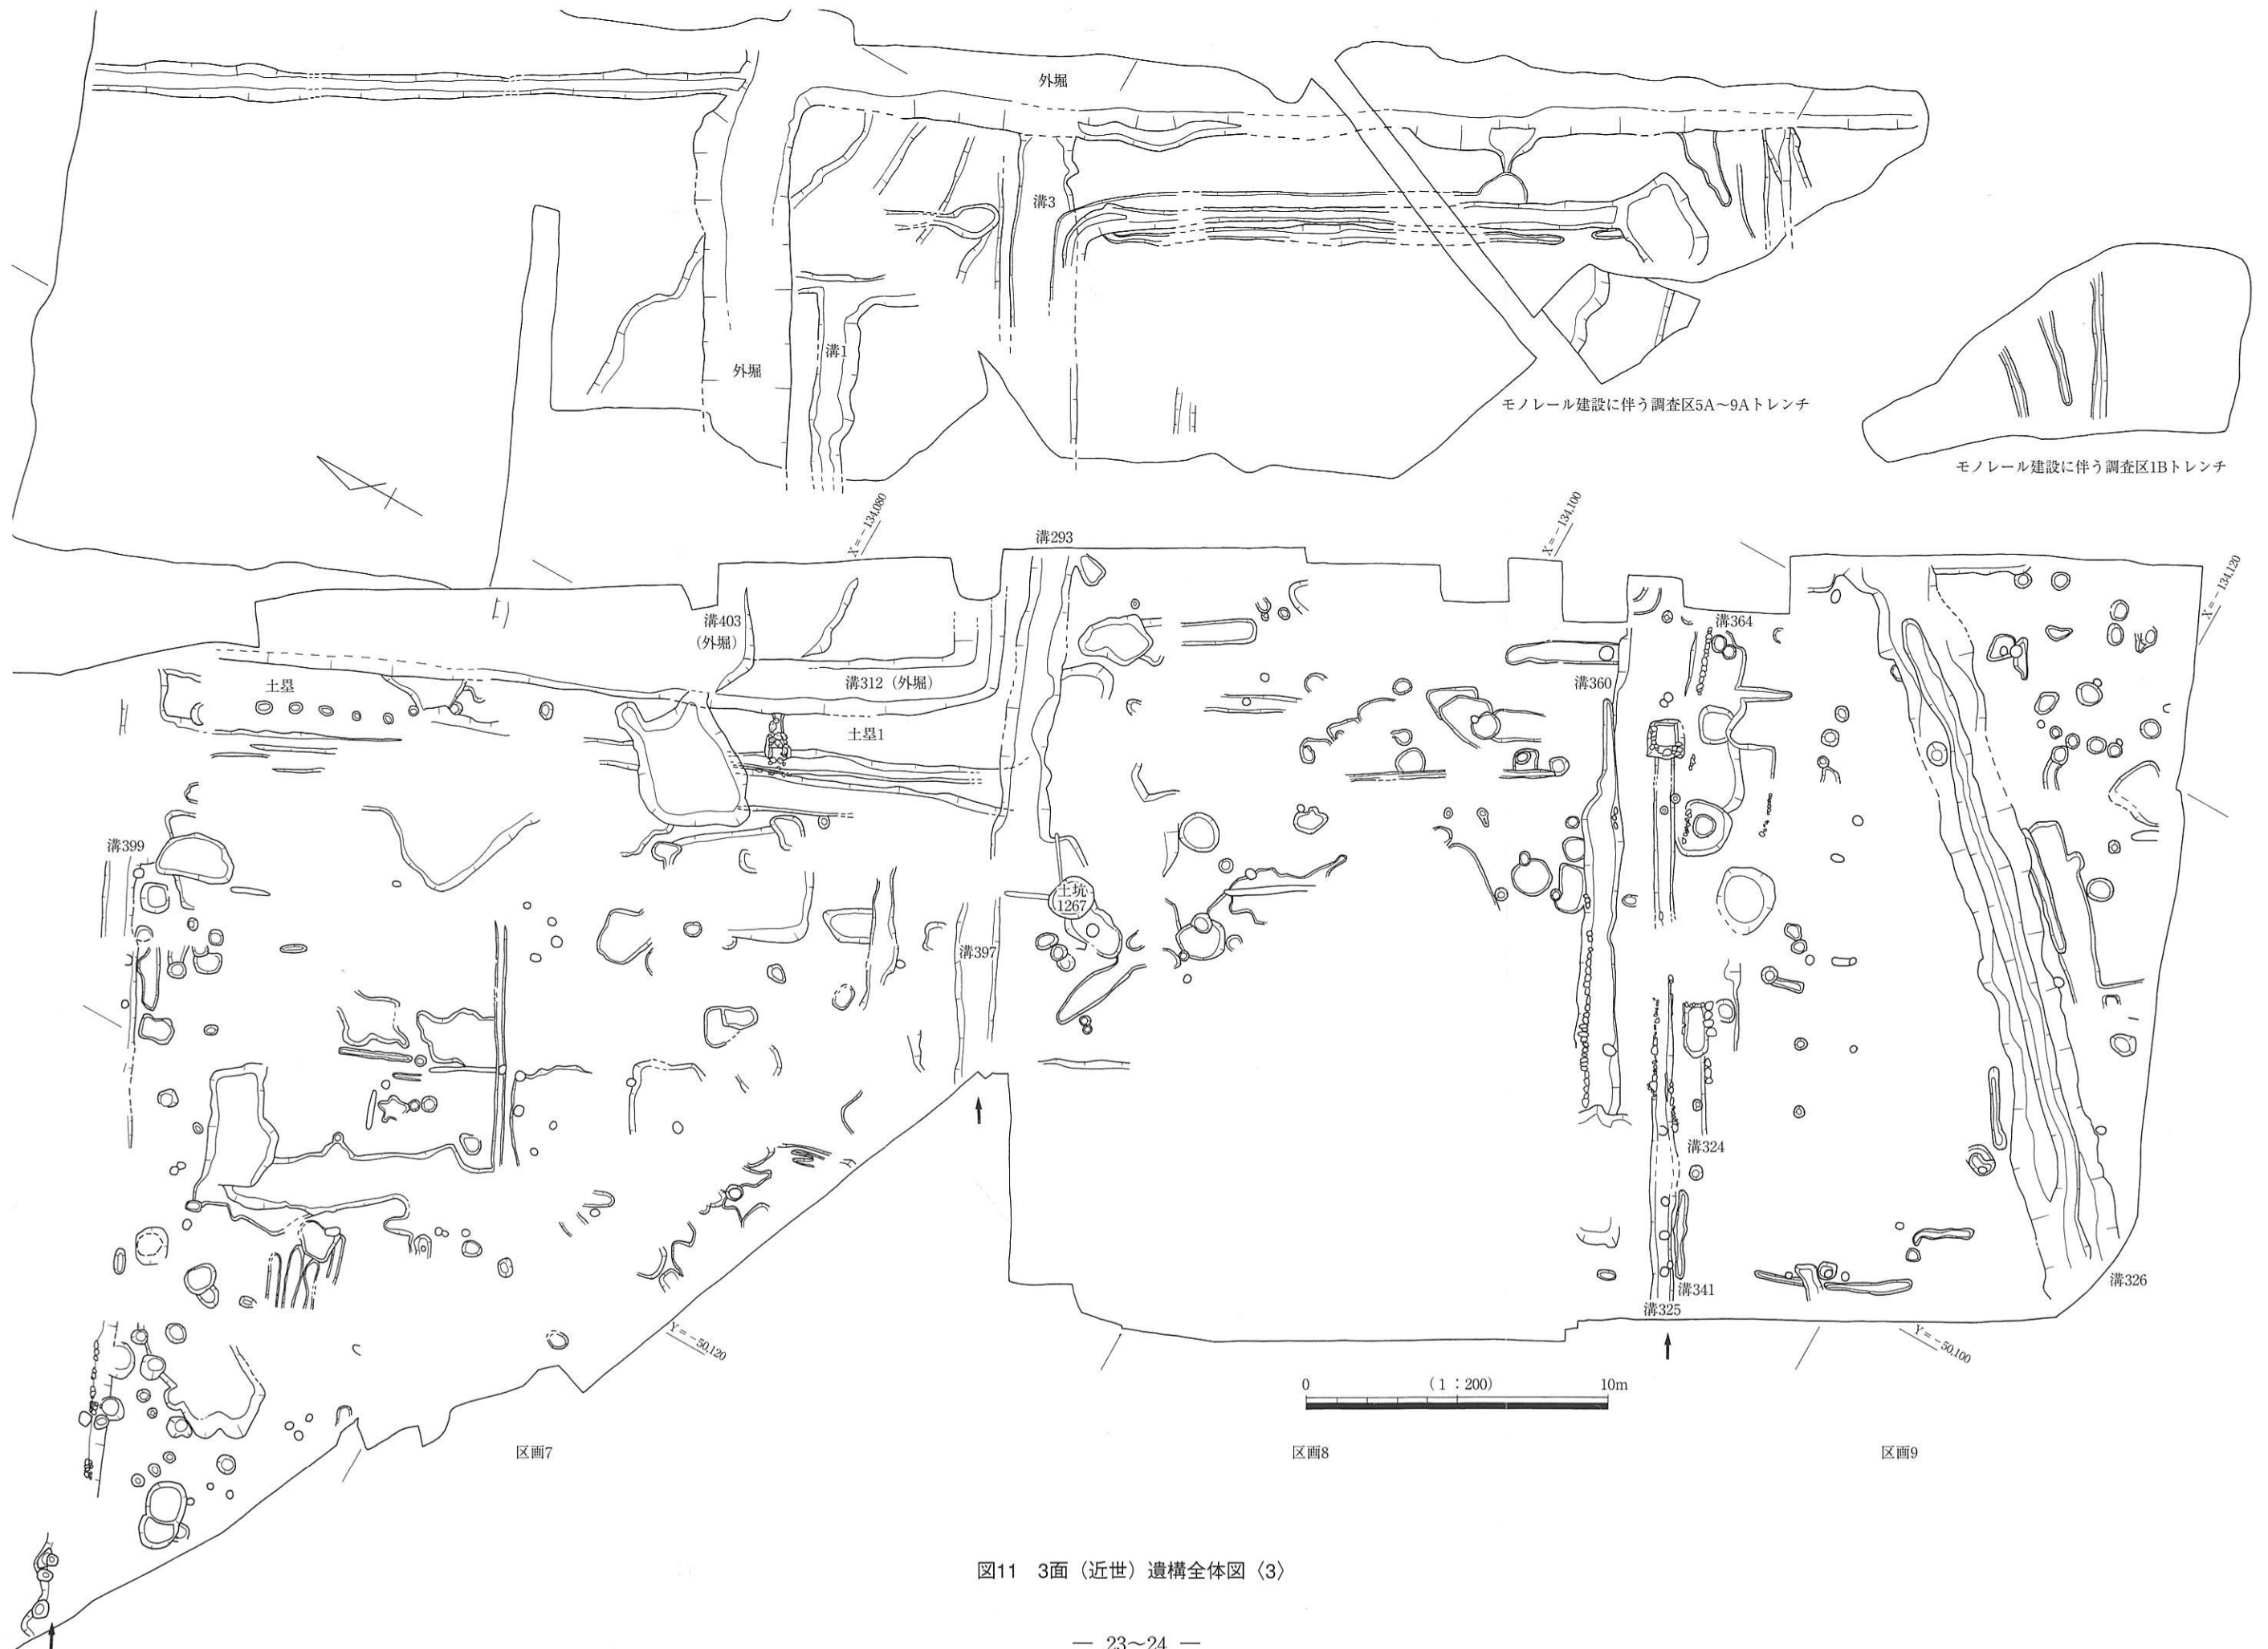 外堀
溝3
溝1
外堀
モノレール建設に伴う調査区5A～9Aトレンチ
モノレール建設に伴う調査区1Bトレンチ
X＝−134,080
X＝−134,100
X＝−134,120
溝293
溝403
（外堀）
溝364
土塁
溝312（外堀）
溝360
土塁1
溝399
土坑
1267
溝397
溝324
溝326
溝341
溝325
Y＝−50,120
Y＝−50,100
0 （1：200） 10m
区画7
区画8
区画9
図11　3面（近世）遺構全体図〈3〉
― 23～24 ―